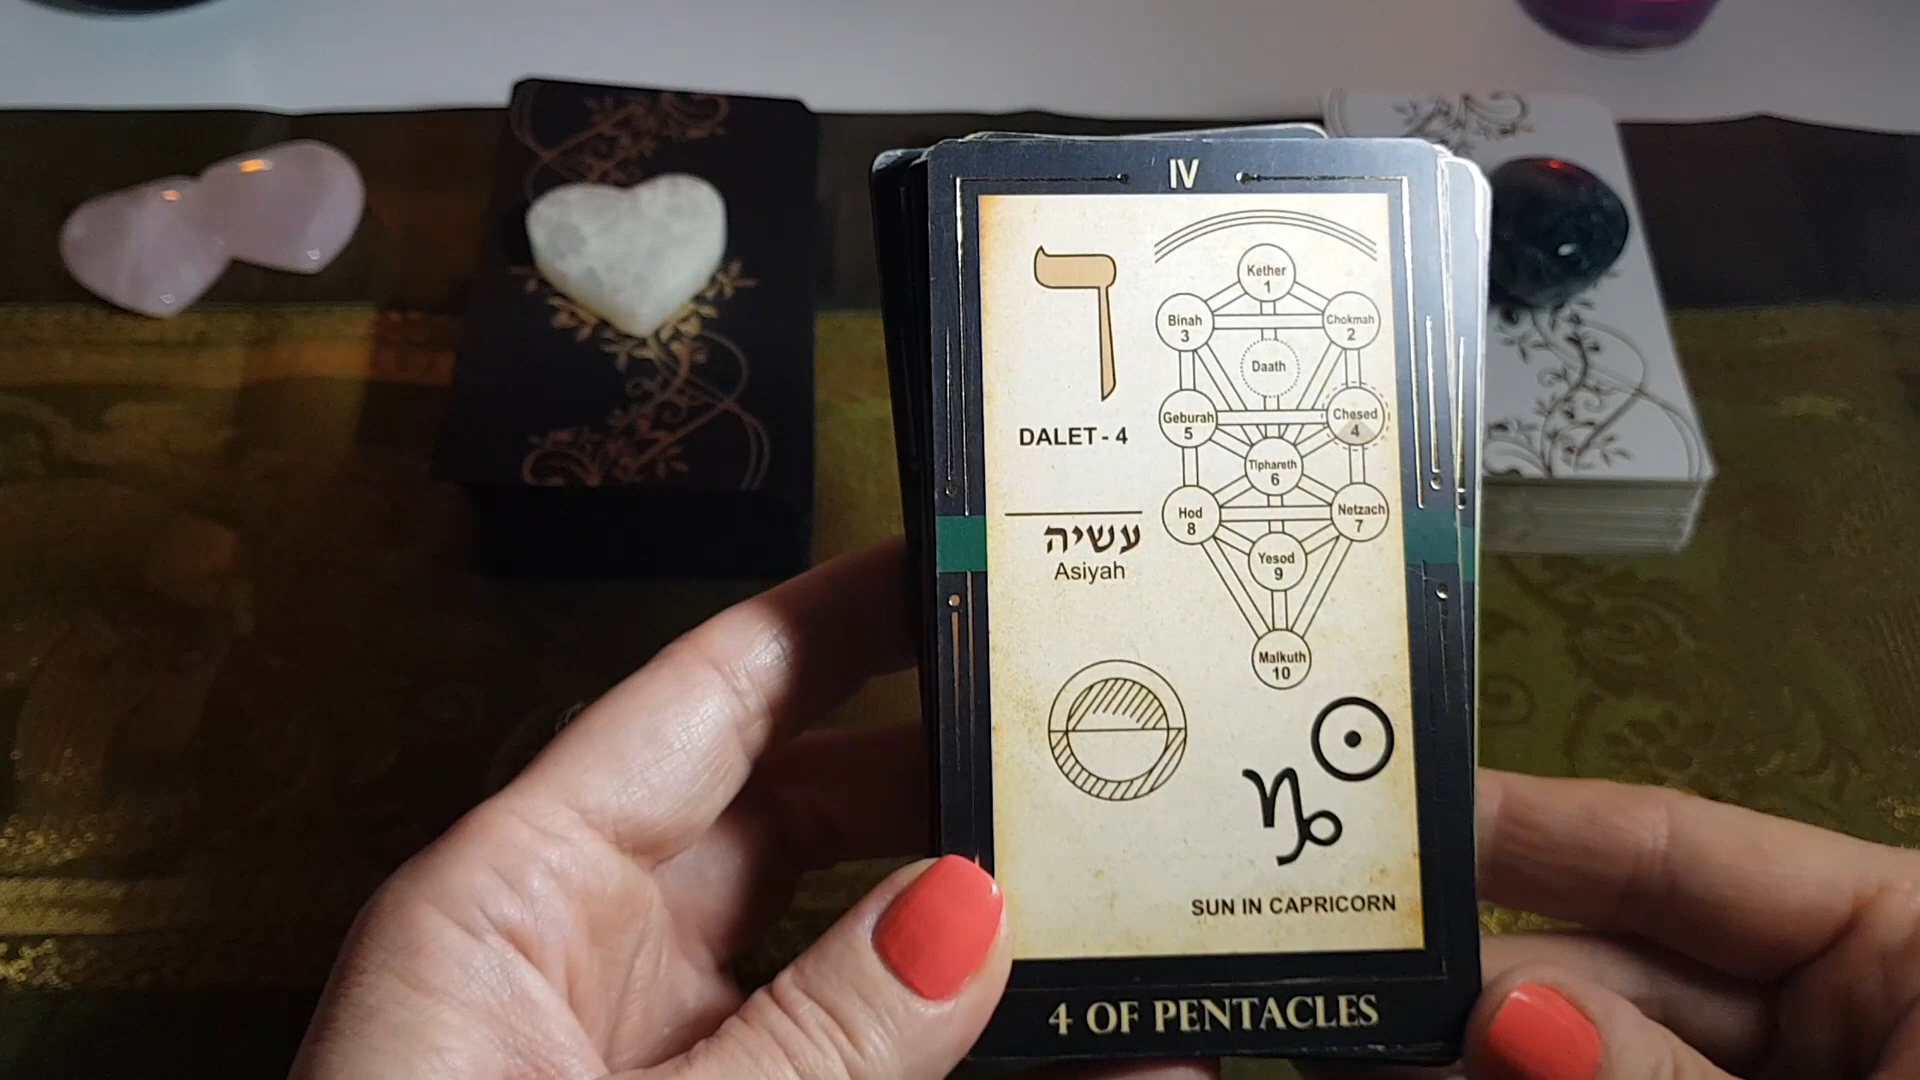 IV
ד
DALET - 4
עשיה
Asiyah
Kether
1
Binah
3
Chokmah
2
Daath
Geburah
5
Chesed
4
Tiphareth
6
Hod
8
Netzach
7
Yesod
9
Malkuth
10
SUN IN CAPRICORN
4 OF PENTACLES